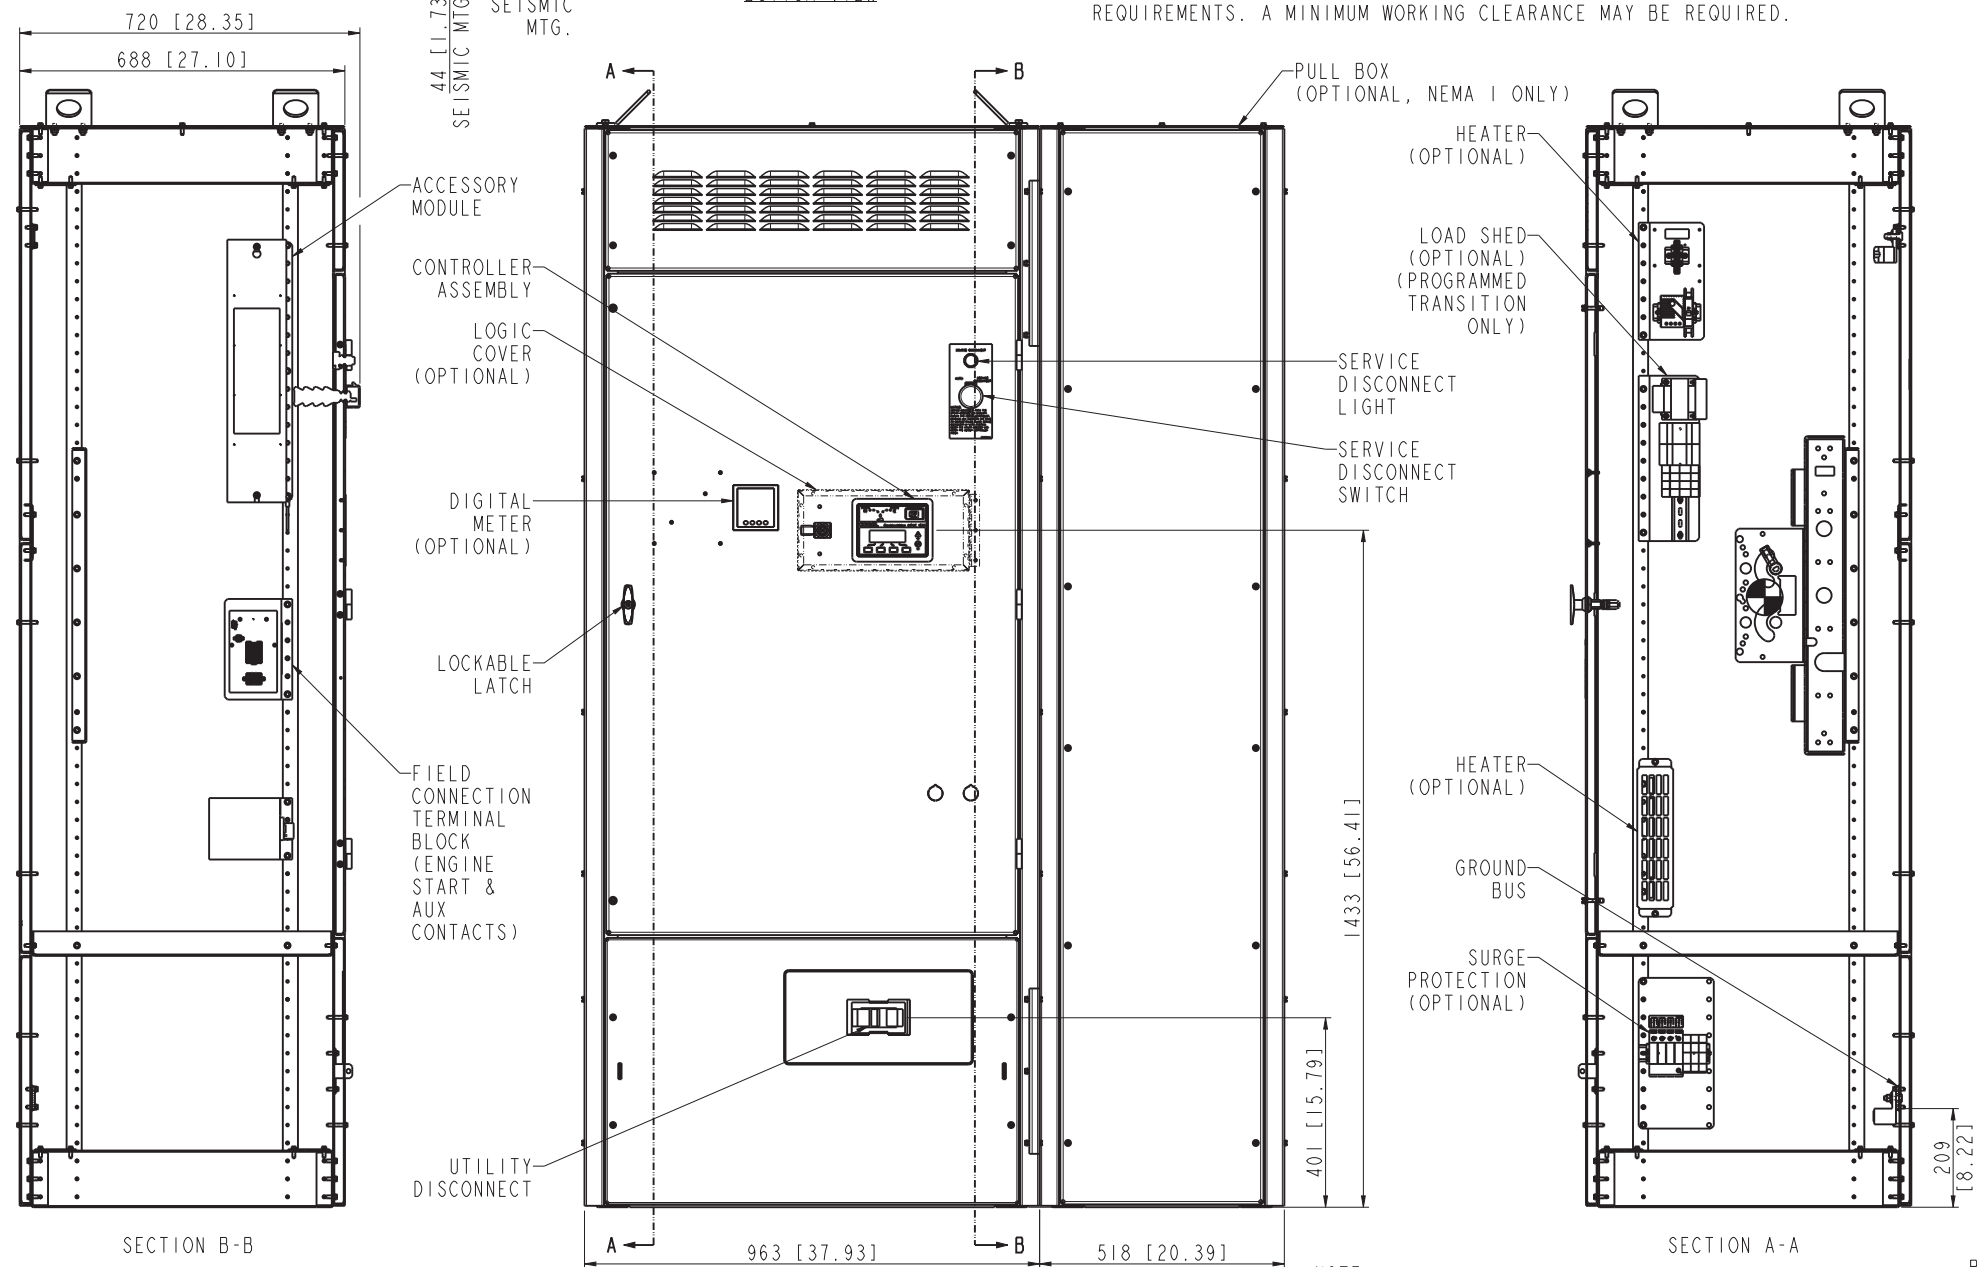 720 [28.35]
688 [27.10]
44 [1.73
SEISMIC MTG
SEISMIC
MTG.
REQUIREMENTS. A MINIMUM WORKING CLEARANCE MAY BE REQUIRED.
A
B
PULL BOX
(OPTIONAL, NEMA 1 ONLY)
ACCESSORY
MODULE
CONTROLLER
ASSEMBLY
LOGIC
COVER
(OPTIONAL)
DIGITAL
METER
(OPTIONAL)
LOCKABLE
LATCH
FIELD
CONNECTION
TERMINAL
BLOCK
(ENGINE
START &
AUX
CONTACTS)
UTILITY
DISCONNECT
SERVICE
DISCONNECT
LIGHT
SERVICE
DISCONNECT
SWITCH
HEATER
(OPTIONAL)
LOAD SHED
(OPTIONAL)
(PROGRAMMED
TRANSITION
ONLY)
HEATER
(OPTIONAL)
GROUND
BUS
SURGE
PROTECTION
(OPTIONAL)
1433 [56.41]
401 [15.79]
209
[8.22]
SECTION B-B
A
B
963 [37.93]
518 [20.39]
SECTION A-A